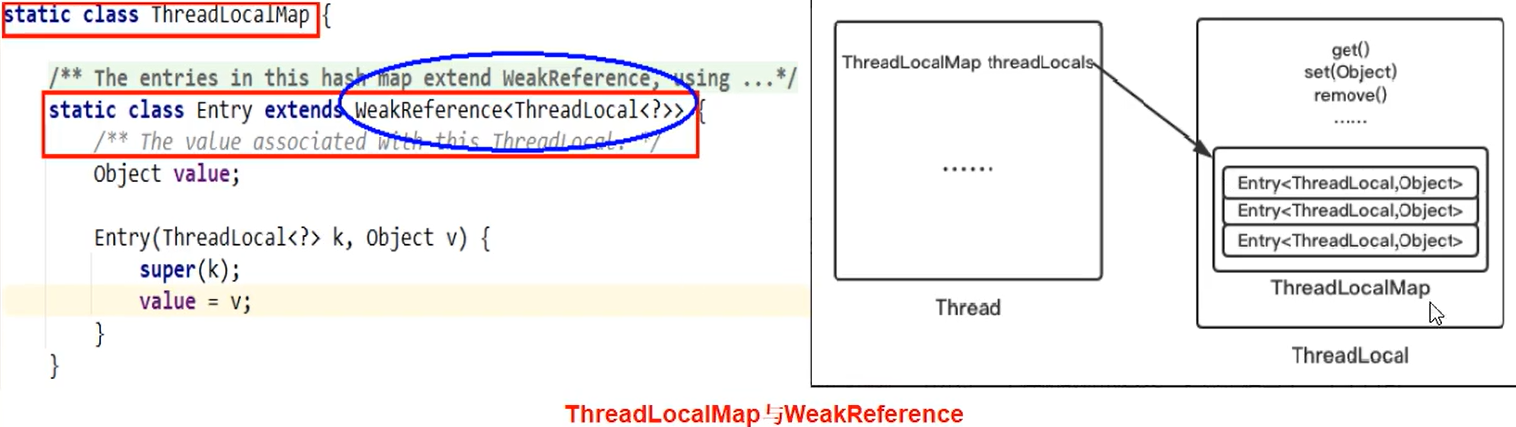 static class ThreadLocalMap {
/** The entries in this hash map extend WeakReference, using ...*/
static class Entry extends WeakReference<ThreadLocal<?>> {
/** The value associated with this ThreadLocal. */
Object value;
Entry(ThreadLocal<?> k, Object v) {
super(k);
value = v;
}
}
ThreadLocalMap threadLocals
......
Thread
get()
set(Object)
remove()
......
Entry<ThreadLocal,Object>
Entry<ThreadLocal,Object>
Entry<ThreadLocal,Object>
ThreadLocalMap
ThreadLocal
ThreadLocalMap与WeakReference